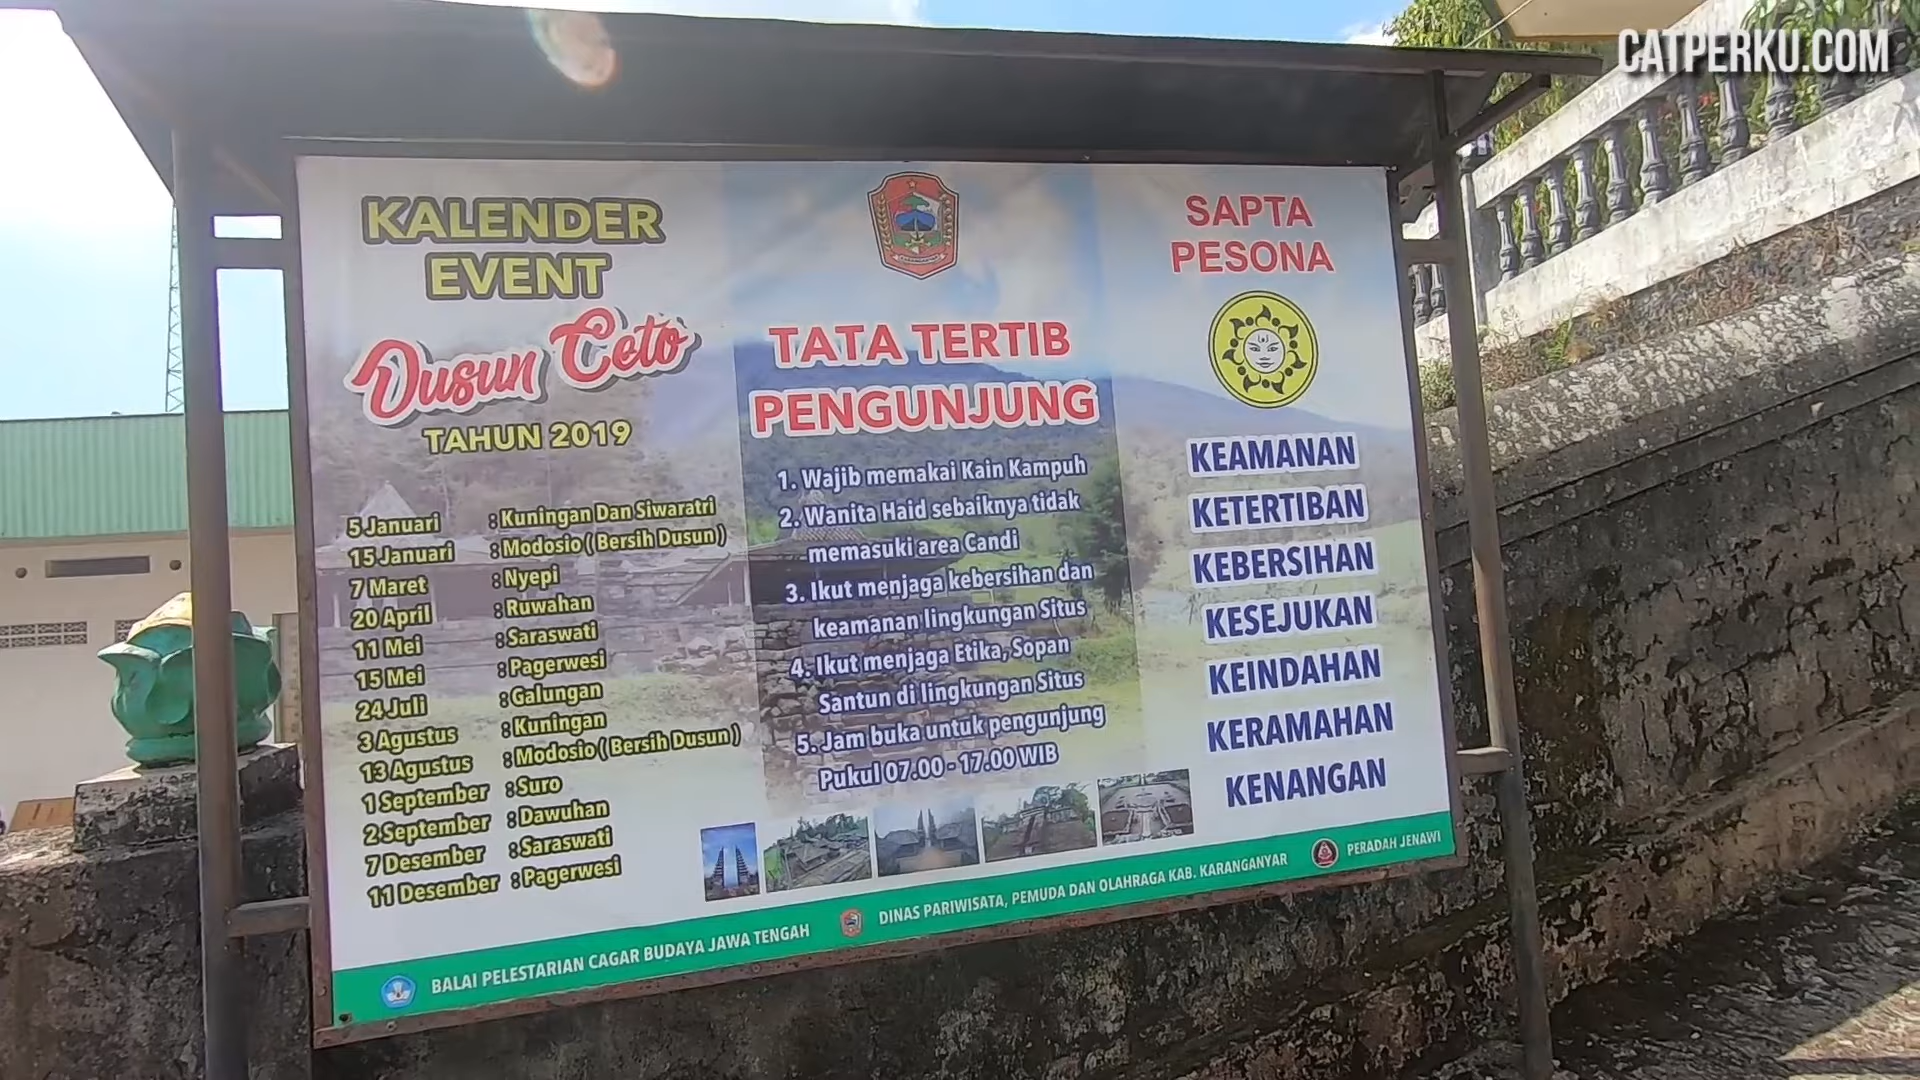 CATPERKU.COM
KALENDER
EVENT
Dusun Ceto
TAHUN 2019
5 Januari : Kuningan Dan Siwaratri
15 Januari : Modosio ( Bersih Dusun )
7 Maret : Nyepi
20 April : Ruwahan
11 Mei : Saraswati
15 Mei : Pagerwesi
24 Juli : Galungan
3 Agustus : Kuningan
13 Agustus : Modosio ( Bersih Dusun )
1 September : Suro
2 September : Dawuhan
7 Desember : Saraswati
11 Desember : Pagerwesi
TATA TERTIB
PENGUNJUNG
1. Wajib memakai Kain Kampuh
2. Wanita Haid sebaiknya tidak
memasuki area Candi
3. Ikut menjaga kebersihan dan
keamanan lingkungan Situs
4. Ikut menjaga Etika, Sopan
Santun di lingkungan Situs
5. Jam buka untuk pengunjung
Pukul 07.00 - 17.00 WIB
SAPTA
PESONA
KEAMANAN
KETERTIBAN
KEBERSIHAN
KESEJUKAN
KEINDAHAN
KERAMAHAN
KENANGAN
BALAI PELESTARIAN CAGAR BUDAYA JAWA TENGAH
DINAS PARIWISATA, PEMUDA DAN OLAHRAGA KAB. KARANGANYAR
PERADAH JENAWI